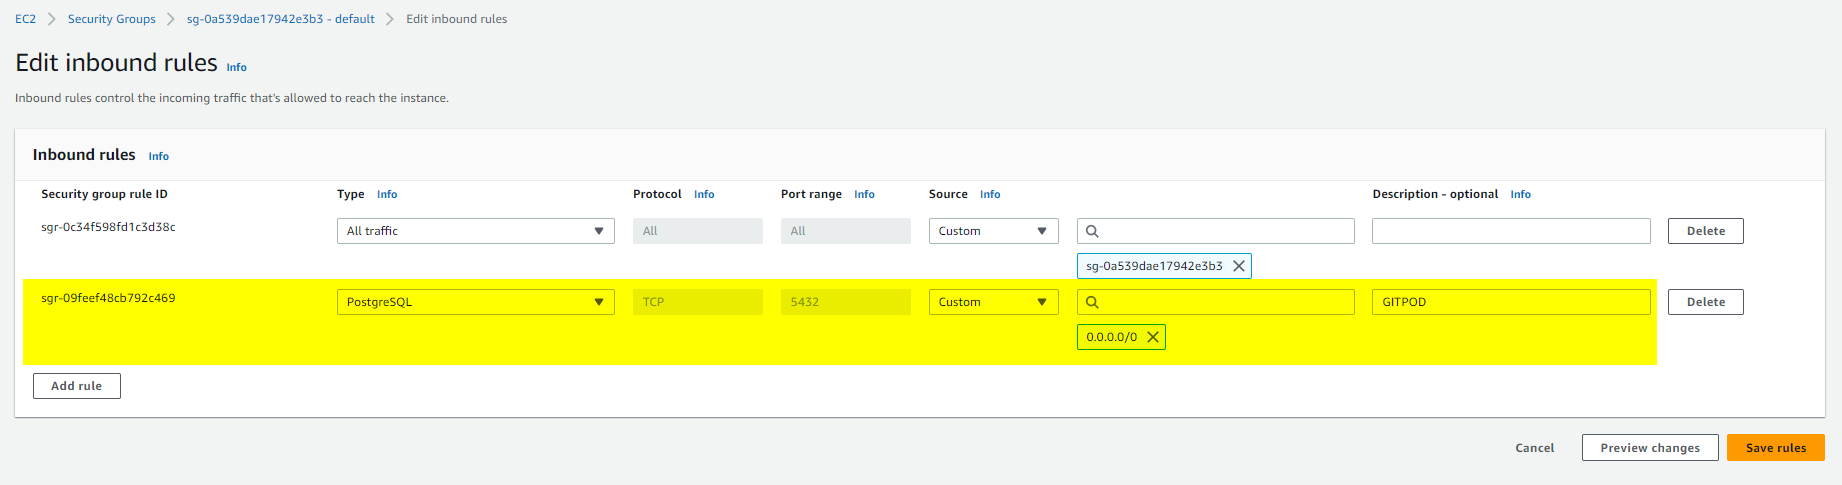 EC2 > Security Groups > sg-0a539dae17942e3b3 - default > Edit inbound rules
Edit inbound rules Info
Inbound rules control the incoming traffic that's allowed to reach the instance.
Inbound rules Info
Security group rule ID Type Info Protocol Info Port range Info Source Info Description - optional Info
sgr-0c34f598fd1c3d38c All traffic All All Custom Delete
sg-0a539dae17942e3b3
sgr-09feef48cb792c469 PostgreSQL TCP 5432 Custom GITPOD Delete
0.0.0.0/0
Add rule
Cancel Preview changes Save rules